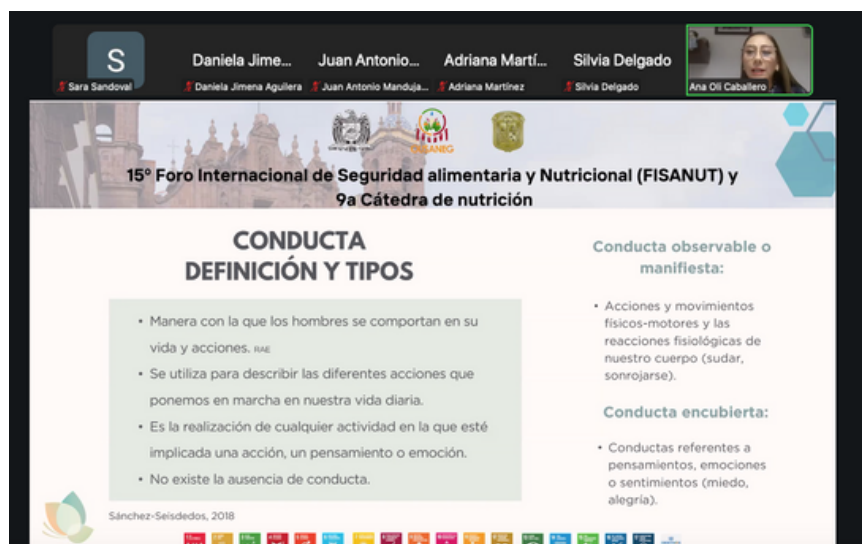 S
Daniela Jime...
Juan Antonio...
Adriana Martí...
Silvia Delgado
Sara Sandoval
Daniela Jimena Aguilera
Juan Antonio Manduja...
Adriana Martínez
Silvia Delgado
Ana Oli Caballero
15º Foro Internacional de Seguridad alimentaria y Nutricional (FISANUT) y
9a Cátedra de nutrición
CONDUCTA
DEFINICIÓN Y TIPOS
• Manera con la que los hombres se comportan en su
vida y acciones. RAE
• Se utiliza para describir las diferentes acciones que
ponemos en marcha en nuestra vida diaria.
• Es la realización de cualquier actividad en la que esté
implicada una acción, un pensamiento o emoción.
• No existe la ausencia de conducta.
Sánchez-Seisdedos, 2018
Conducta observable o
manifiesta:
• Acciones y movimientos
físicos-motores y las
reacciones fisiológicas de
nuestro cuerpo (sudar,
sonrojarse).
Conducta encubierta:
• Conductas referentes a
pensamientos, emociones
o sentimientos (miedo,
alegría).